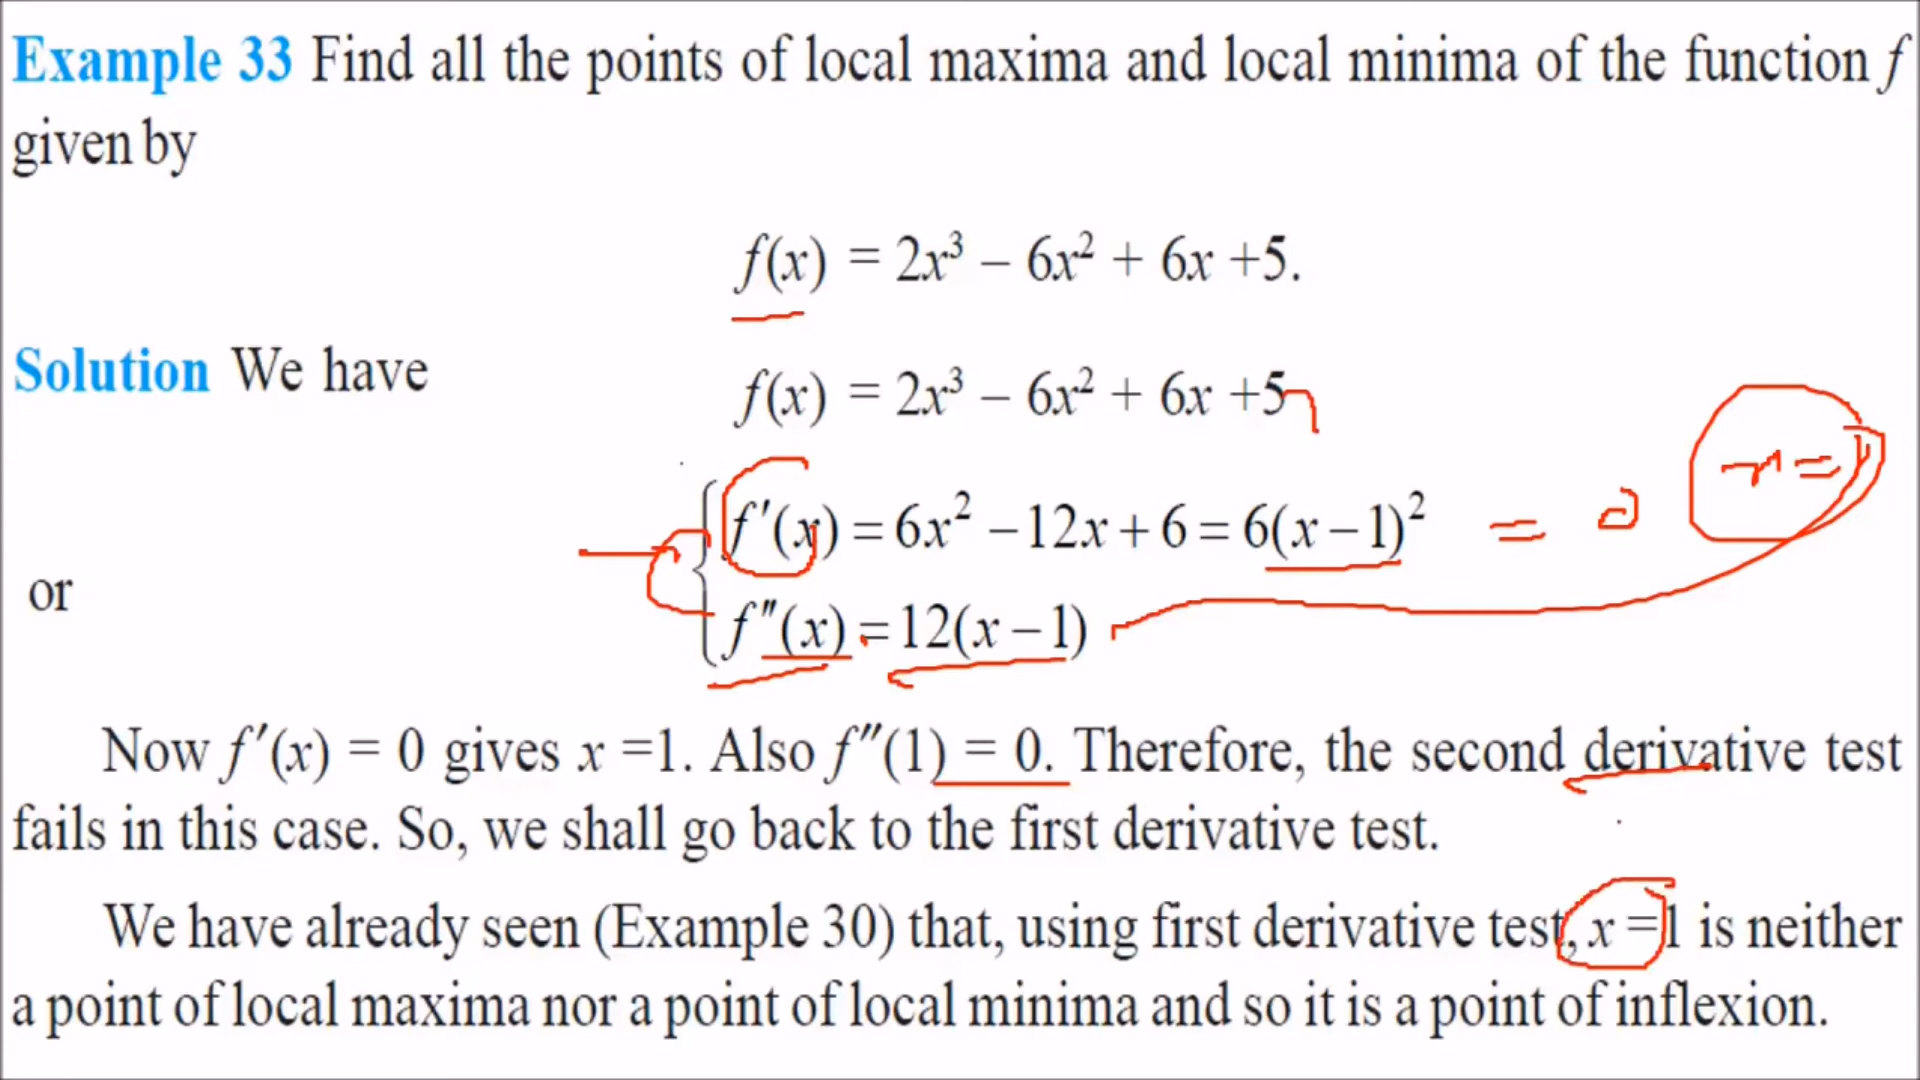 Example 33 Find all the points of local maxima and local minima of the function f
given by
f(x) = 2x³ – 6x² + 6x +5.
Solution We have
f(x) = 2x³ – 6x² + 6x +5
f′(x) = 6x² – 12x + 6 = 6(x – 1)² = 0 x = 1
or
f″(x) = 12(x – 1)
Now f′(x) = 0 gives x =1. Also f″(1) = 0. Therefore, the second derivative test
fails in this case. So, we shall go back to the first derivative test.
We have already seen (Example 30) that, using first derivative test, x =1 is neither
a point of local maxima nor a point of local minima and so it is a point of inflexion.